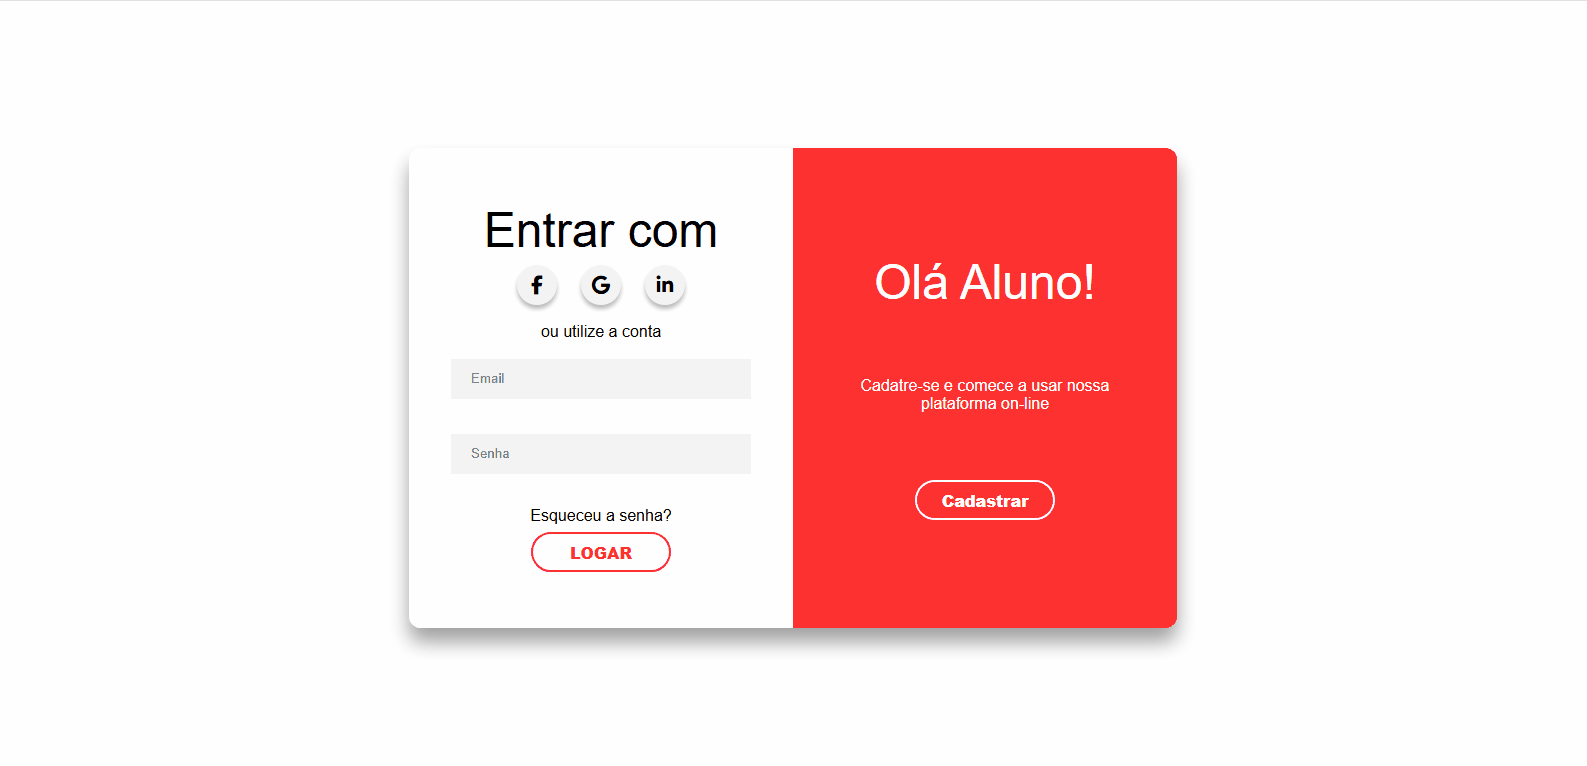 Entrar com
ou utilize a conta
Email
Senha
Esqueceu a senha?
LOGAR
Olá Aluno!
Cadatre-se e comece a usar nossa
plataforma on-line
Cadastrar